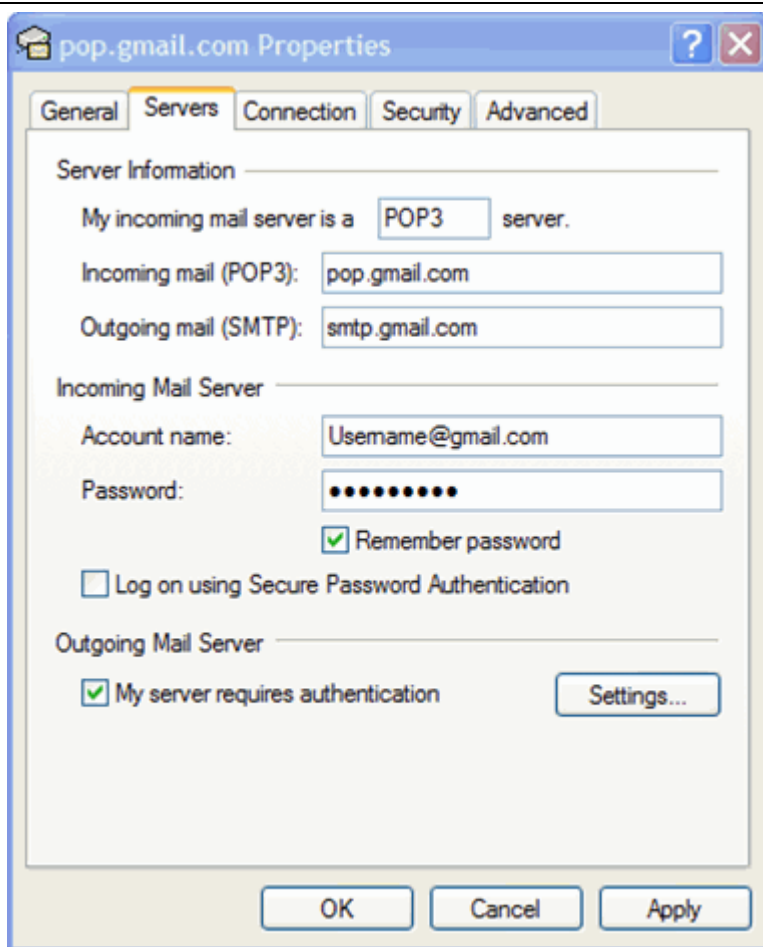 pop.gmail.com Properties
General Servers Connection Security Advanced
Server Information
My incoming mail server is a POP3 server.
Incoming mail (POP3): pop.gmail.com
Outgoing mail (SMTP): smtp.gmail.com
Incoming Mail Server
Account name: Username@gmail.com
Password: •••••••••
Remember password
Log on using Secure Password Authentication
Outgoing Mail Server
My server requires authentication Settings...
OK Cancel Apply